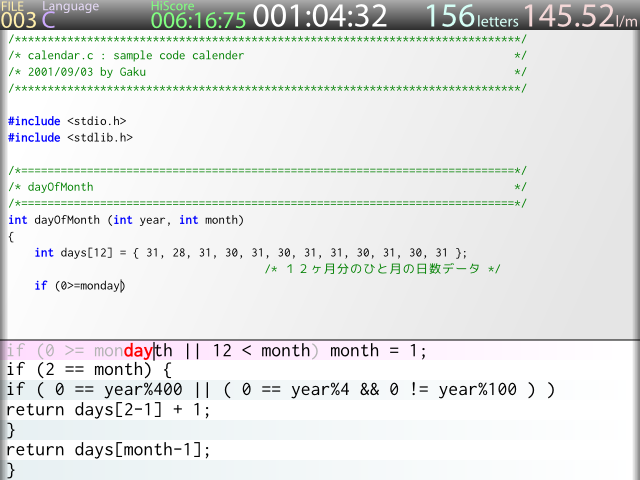 FILE 003 Language C HiScore 006:16:75 001:04:32 156 letters 145.52 l/m
/*****************************************************************************/
/* calendar.c : sample code calender */
/* 2001/09/03 by Gaku */
/*****************************************************************************/
#include <stdio.h>
#include <stdlib.h>
/*===========================================================================*/
/* dayOfMonth */
/*===========================================================================*/
int dayOfMonth (int year, int month)
{
int days[12] = { 31, 28, 31, 30, 31, 30, 31, 31, 30, 31, 30, 31 };
/* 12ヶ月分のひと月の日数データ */
if (0>=monday)
if (0 >= mondayth || 12 < month) month = 1;
if (2 == month) {
if ( 0 == year%400 || ( 0 == year%4 && 0 != year%100 ) )
return days[2-1] + 1;
}
return days[month-1];
}